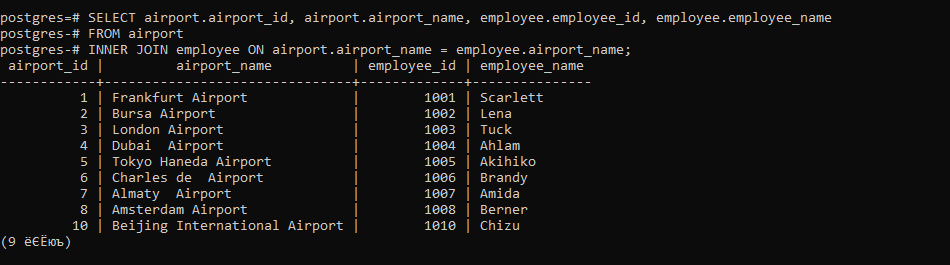 postgres=# SELECT airport.airport_id, airport.airport_name, employee.employee_id, employee.employee_name
postgres-# FROM airport
postgres-# INNER JOIN employee ON airport.airport_name = employee.airport_name;
 airport_id |         airport_name          | employee_id | employee_name
------------+-------------------------------+-------------+---------------
          1 | Frankfurt Airport             |        1001 | Scarlett
          2 | Bursa Airport                 |        1002 | Lena
          3 | London Airport                |        1003 | Tuck
          4 | Dubai  Airport                |        1004 | Ahlam
          5 | Tokyo Haneda Airport          |        1005 | Akihiko
          6 | Charles de  Airport           |        1006 | Brandy
          7 | Almaty  Airport               |        1007 | Amida
          8 | Amsterdam Airport             |        1008 | Berner
         10 | Beijing International Airport |        1010 | Chizu
(9 ёЄЁюъ)